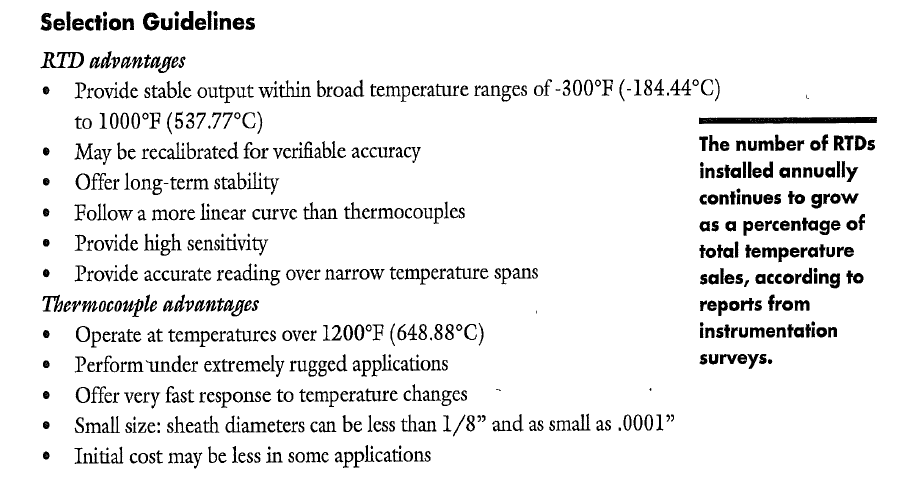 Selection Guidelines
RTD advantages
• Provide stable output within broad temperature ranges of -300°F (-184.44°C)
to 1000°F (537.77°C)
• May be recalibrated for verifiable accuracy
• Offer long-term stability
• Follow a more linear curve than thermocouples
• Provide high sensitivity
• Provide accurate reading over narrow temperature spans
Thermocouple advantages
• Operate at temperatures over 1200°F (648.88°C)
• Perform under extremely rugged applications
• Offer very fast response to temperature changes
• Small size: sheath diameters can be less than 1/8” and as small as .0001”
• Initial cost may be less in some applications
The number of RTDs
installed annually
continues to grow
as a percentage of
total temperature
sales, according to
reports from
instrumentation
surveys.